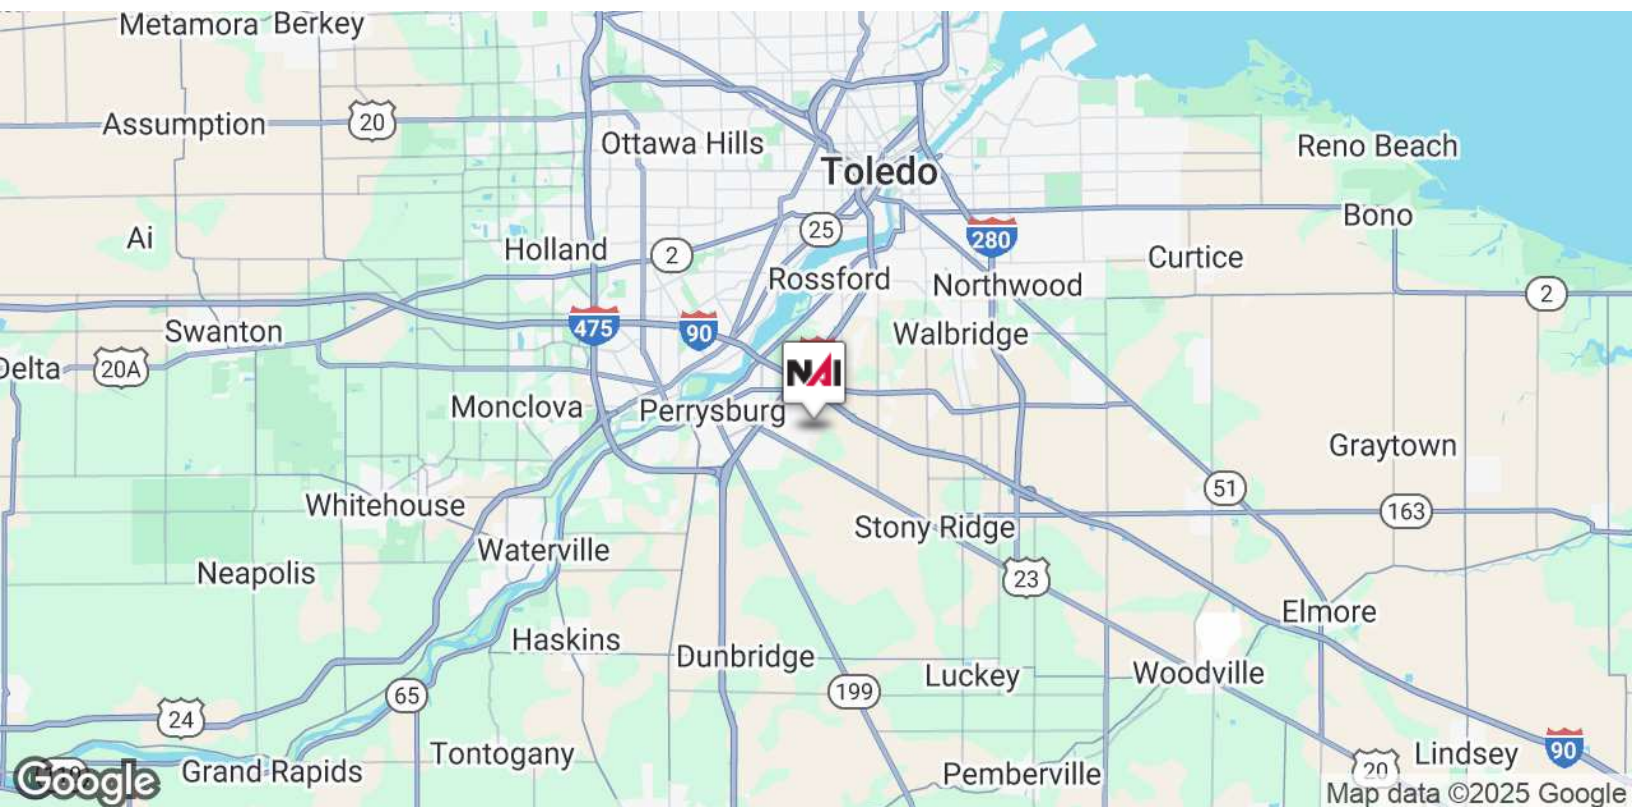 Metamora
Berkey
Assumption
20
Ottawa Hills
Toledo
Reno Beach
Ai
Holland
2
25
280
Bono
Curtice
Rossford
Northwood
2
Swanton
475
90
Walbridge
Delta
20A
NAI
Monclova
Perrysburg
Graytown
Whitehouse
51
163
Stony Ridge
Waterville
Neapolis
23
Elmore
Haskins
Dunbridge
Luckey
Woodville
65
199
24
Tontogany
Lindsey
90
Grand Rapids
Pemberville
20
Google
Map data ©2025 Google